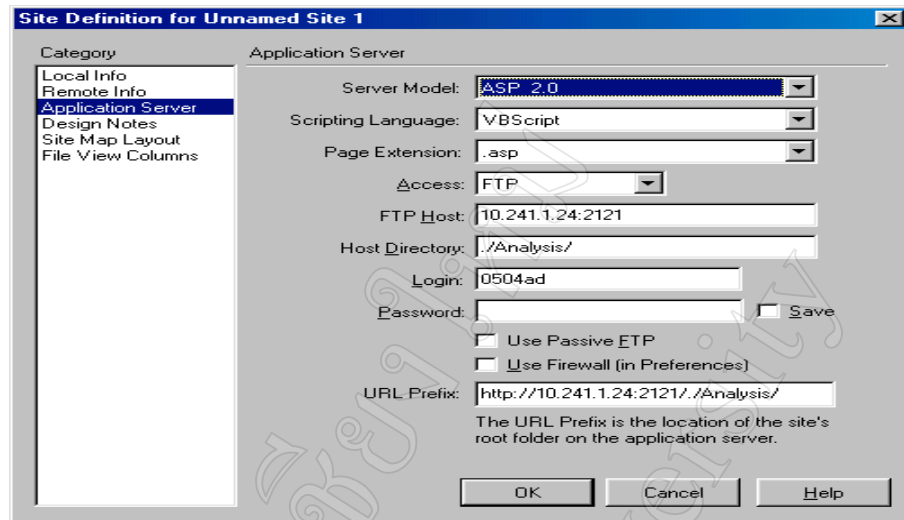 Site Definition for Unnamed Site 1
Category
Local Info
Remote Info
Application Server
Design Notes
Site Map Layout
File View Columns
Application Server
Server Model: ASP 2.0
Scripting Language: VBScript
Page Extension: .asp
Access: FTP
FTP Host: 10.241.1.24:2121
Host Directory: ./Analysis/
Login: 0504ad
Password: Save
Use Passive FTP
Use Firewall (in Preferences)
URL Prefix: http://10.241.1.24:2121/./Analysis/
The URL Prefix is the location of the site's
root folder on the application server.
OK Cancel Help